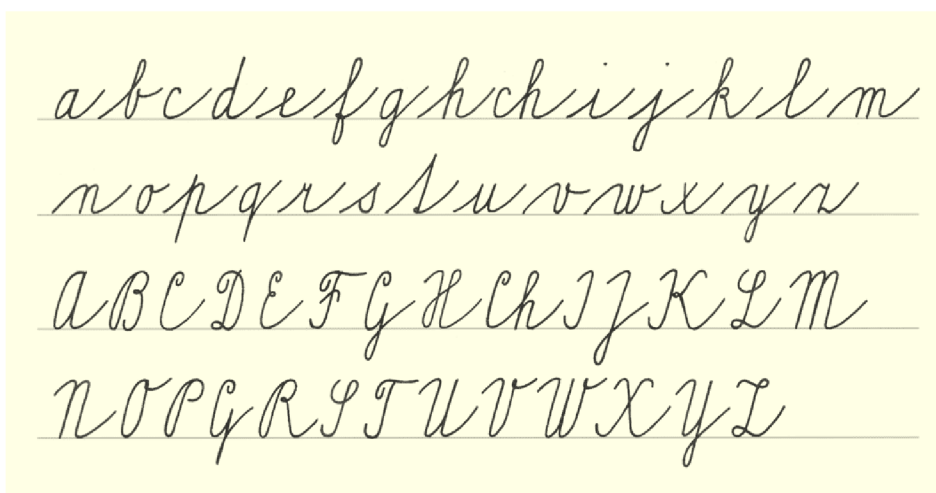 a b c d e f g h ch i j k l m
n o p q r s t u v w x y z
A B C D E F G H Ch I J K L M
N O P Q R S T U V W X Y Z